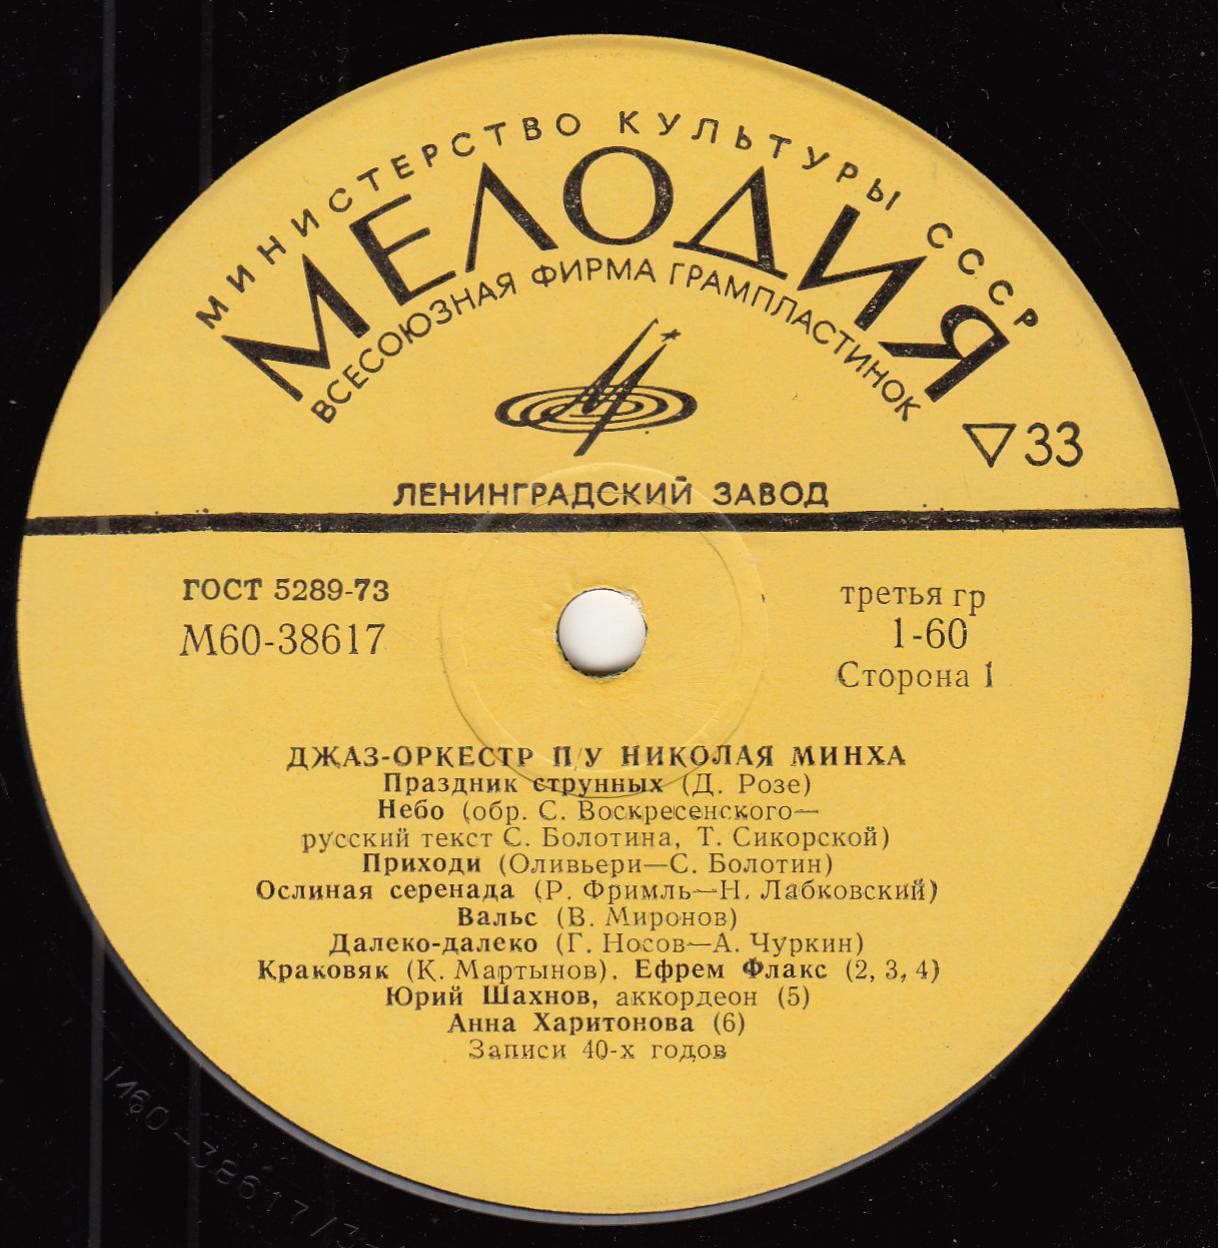 МИНИСТЕРСТВО КУЛЬТУРЫ СССР
МЕЛОДИЯ
ВСЕСОЮЗНАЯ ФИРМА ГРАМПЛАСТИНОК
33
ЛЕНИНГРАДСКИЙ ЗАВОД
ГОСТ 5289-73
М60-38617
третья гр
1-60
Сторона 1
ДЖАЗ-ОРКЕСТР П/У НИКОЛАЯ МИНХА
Праздник струнных (Д. Розе)
Небо (обр. С. Воскресенского—
русский текст С. Болотина, Т. Сикорской)
Приходи (Оливьери—С. Болотин)
Ослиная серенада (Р. Фримль—Н. Лабковский)
Вальс (В. Миронов)
Далеко-далеко (Г. Носов—А. Чуркин)
Краковяк (К. Мартынов). Ефрем Флакс (2, 3, 4)
Юрий Шахнов, аккордеон (5)
Анна Харитонова (6)
Записи 40-х годов
М60-38617/3